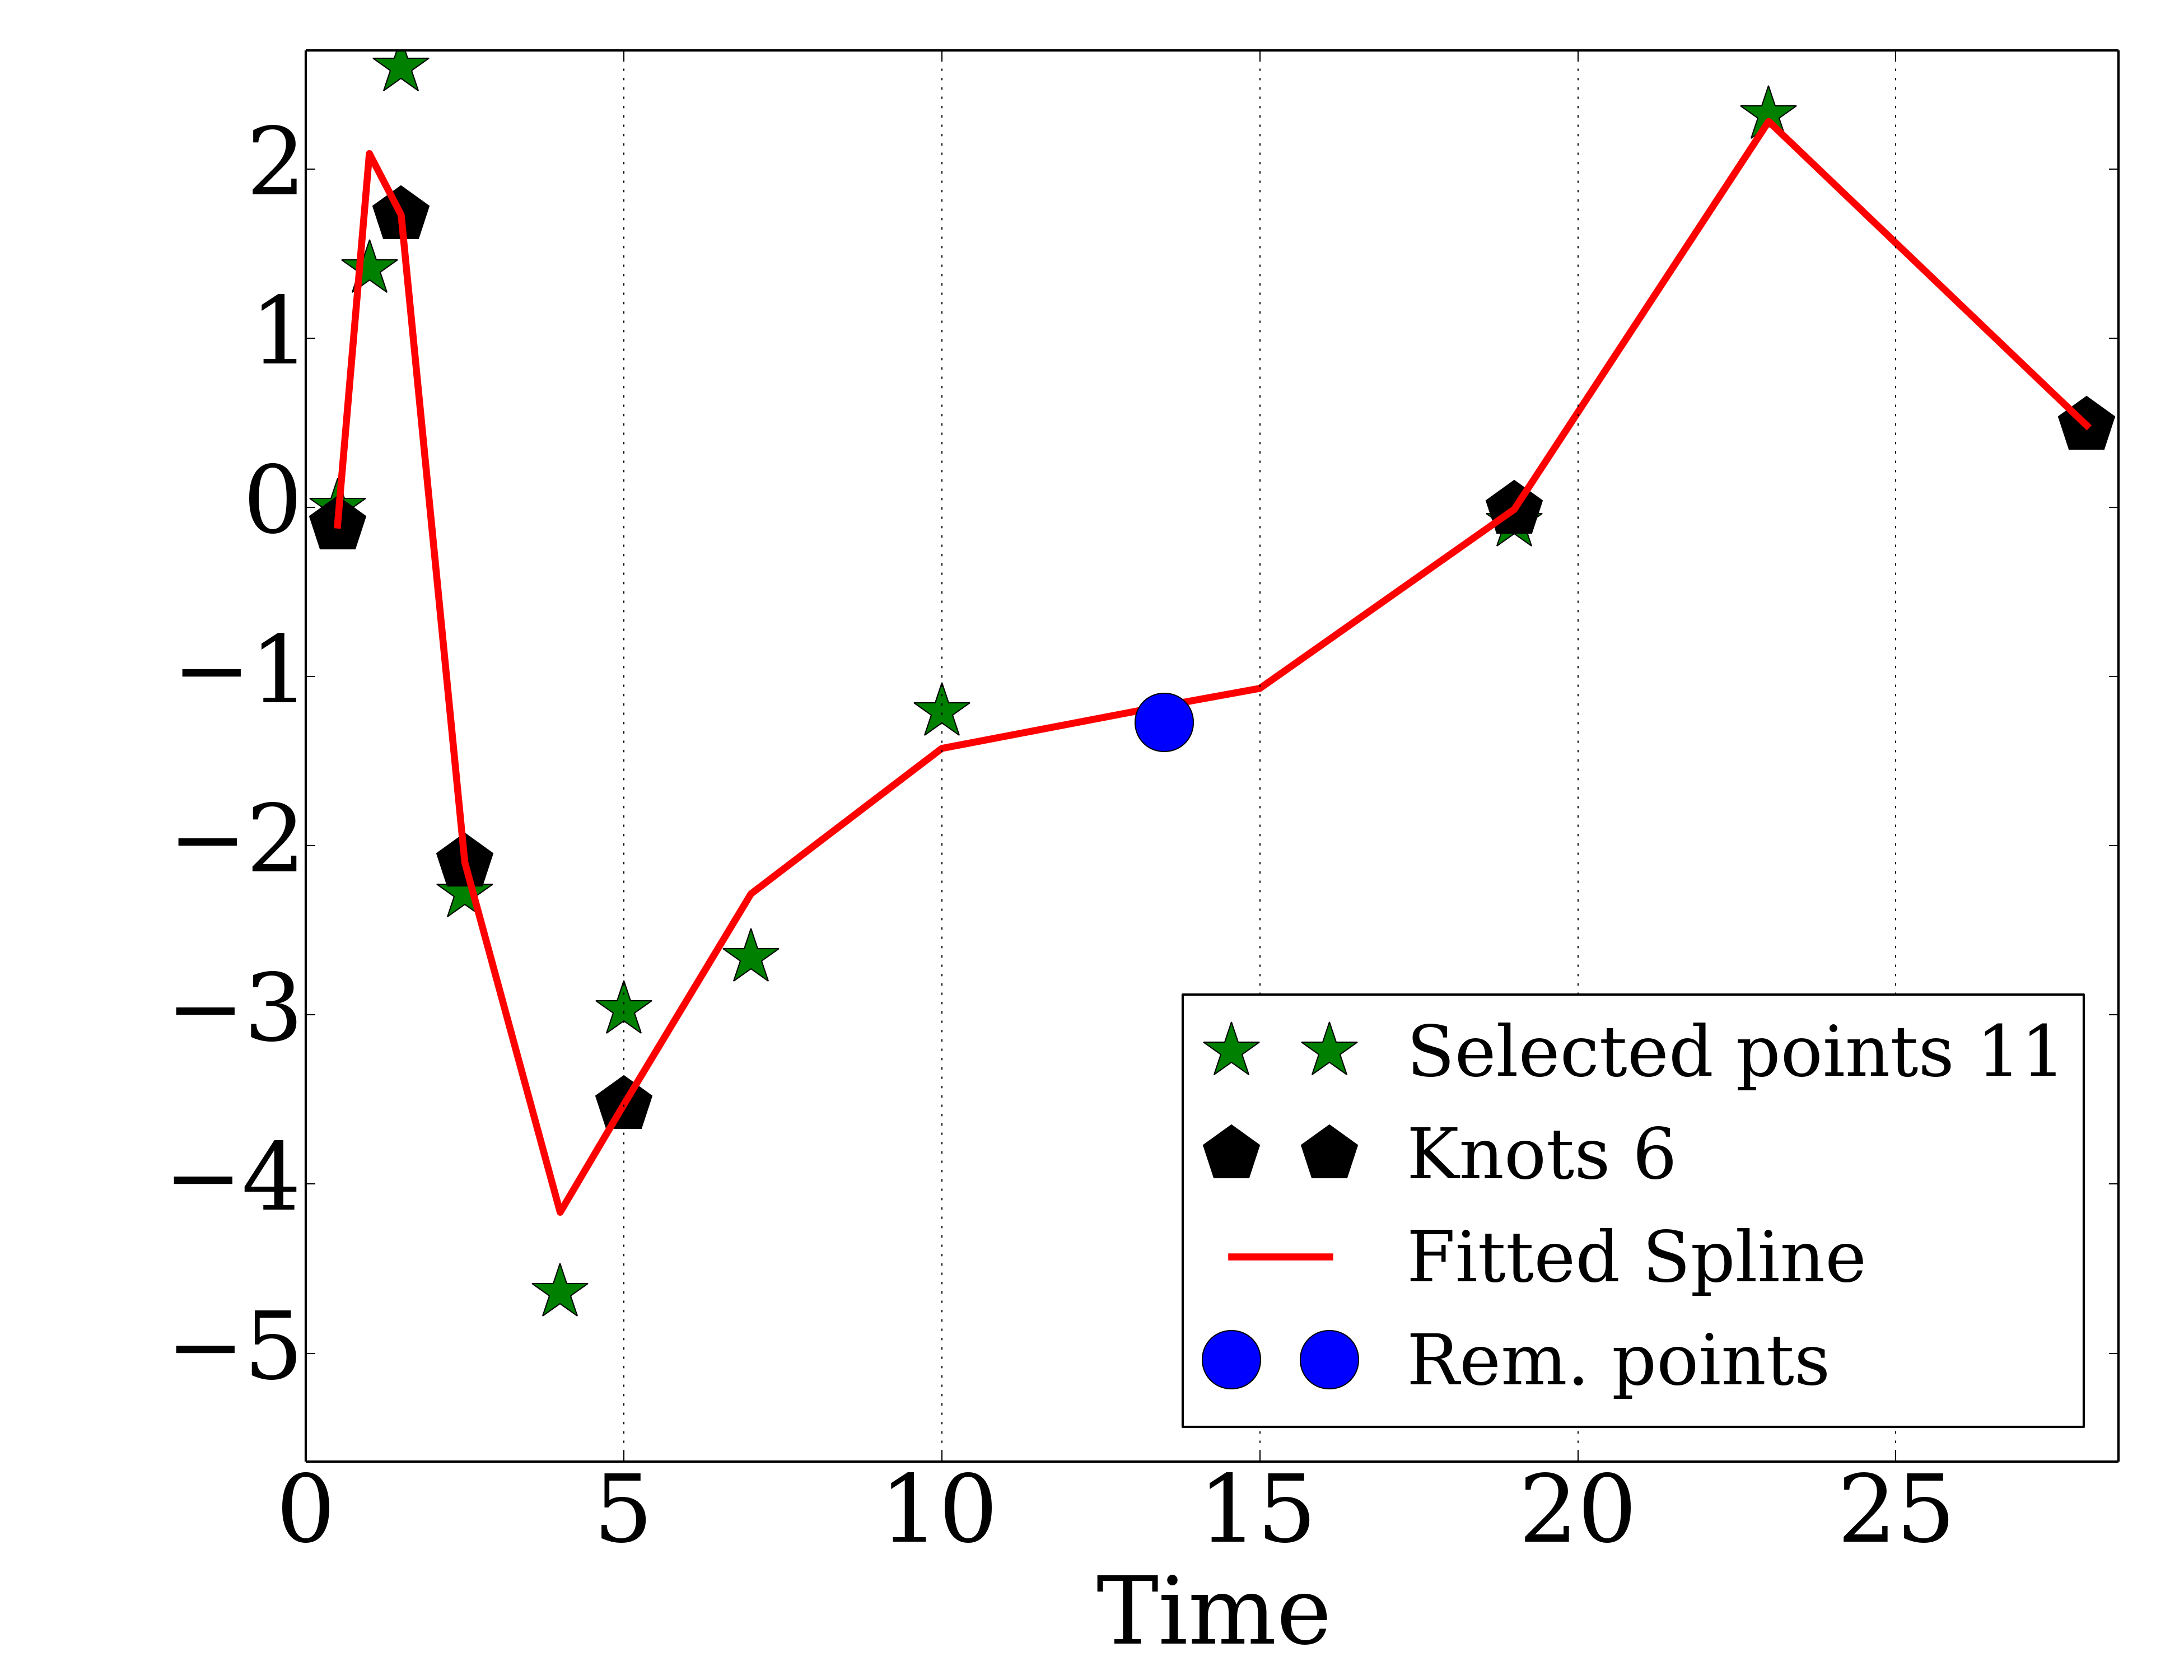 2
1
0
−1
−2
−3
−4
−5
Selected points 11
Knots 6
Fitted Spline
Rem. points
0 5 10 15 20 25
Time